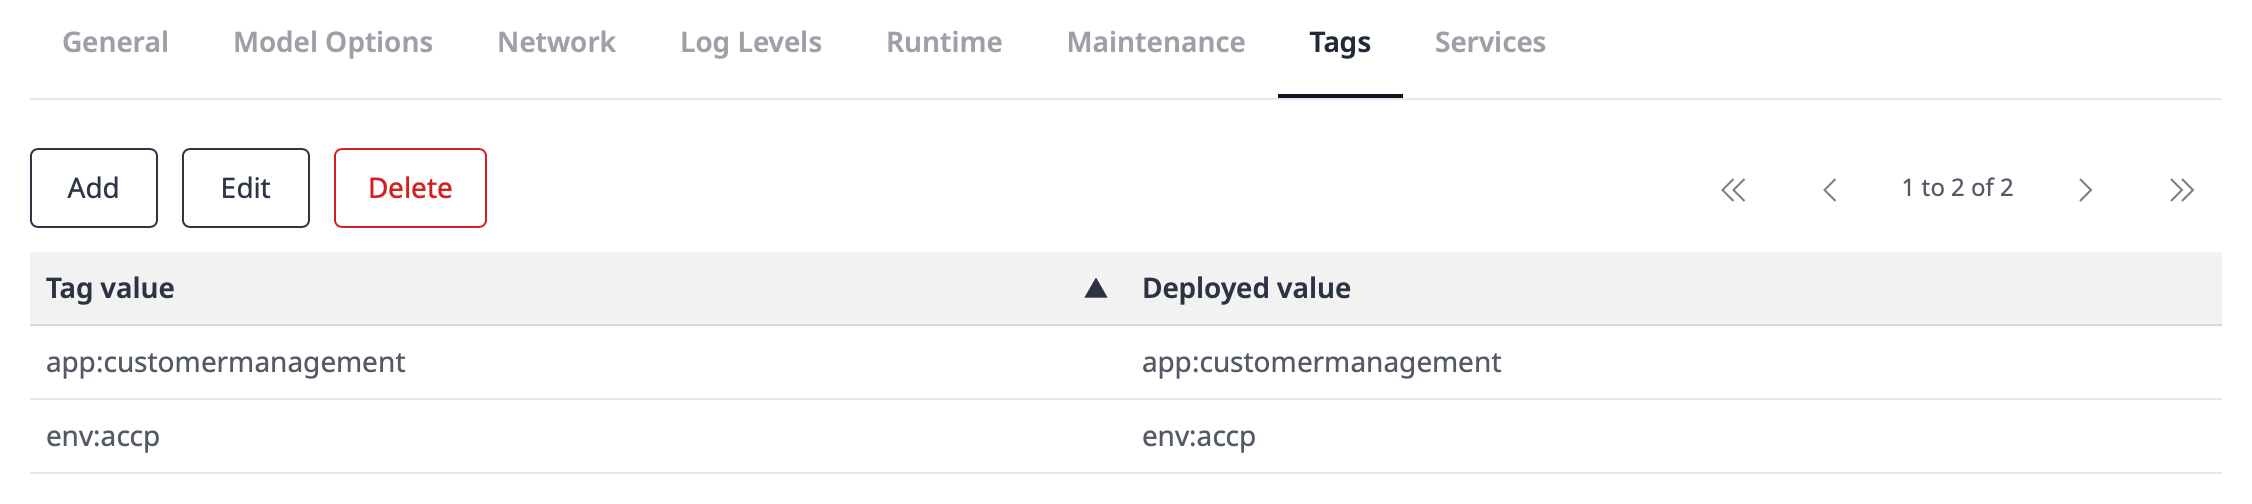 General Model Options Network Log Levels Runtime Maintenance Tags Services
Add Edit Delete 1 to 2 of 2
Tag value Deployed value
app:customermanagement app:customermanagement
env:accp env:accp